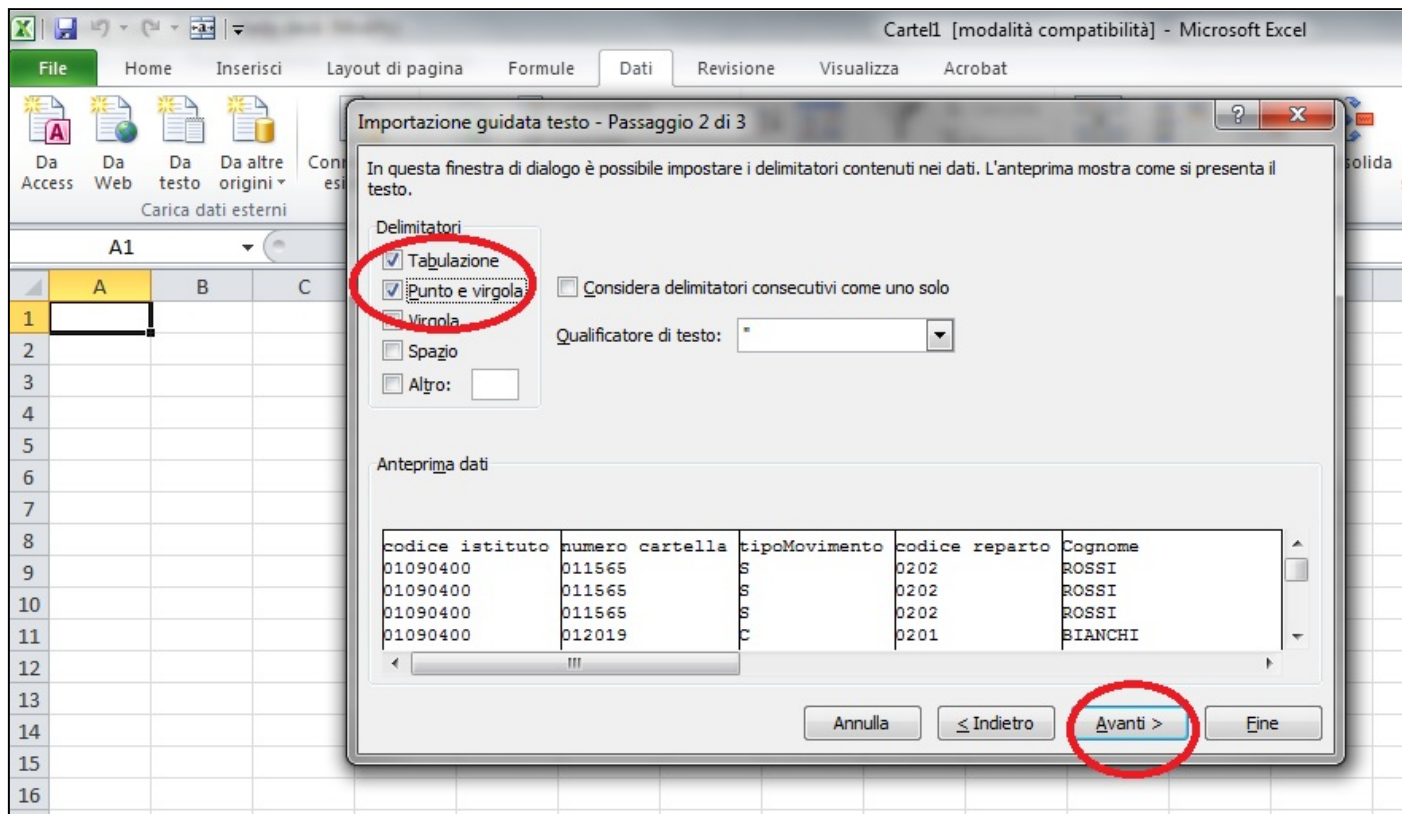 Cartel1 [modalità compatibilità] - Microsoft Excel
File Home Inserisci Layout di pagina Formule Dati Revisione Visualizza Acrobat
Da Access
Da Web
Da testo
Da altre origini
Carica dati esterni
Importazione guidata testo - Passaggio 2 di 3
In questa finestra di dialogo è possibile impostare i delimitatori contenuti nei dati. L'anteprima mostra come si presenta il
testo.
Delimitatori
Tabulazione
Punto e virgola
Virgola
Spazio
Altro:
Considera delimitatori consecutivi come uno solo
Qualificatore di testo: "
Anteprima dati
codice istituto numero cartella tipoMovimento codice reparto Cognome
01090400 011565 S 0202 ROSSI
01090400 011565 S 0202 ROSSI
01090400 011565 S 0202 ROSSI
01090400 012019 C 0201 BIANCHI
Annulla < Indietro Avanti > Fine
A1
A B C
1
2
3
4
5
6
7
8
9
10
11
12
13
14
15
16